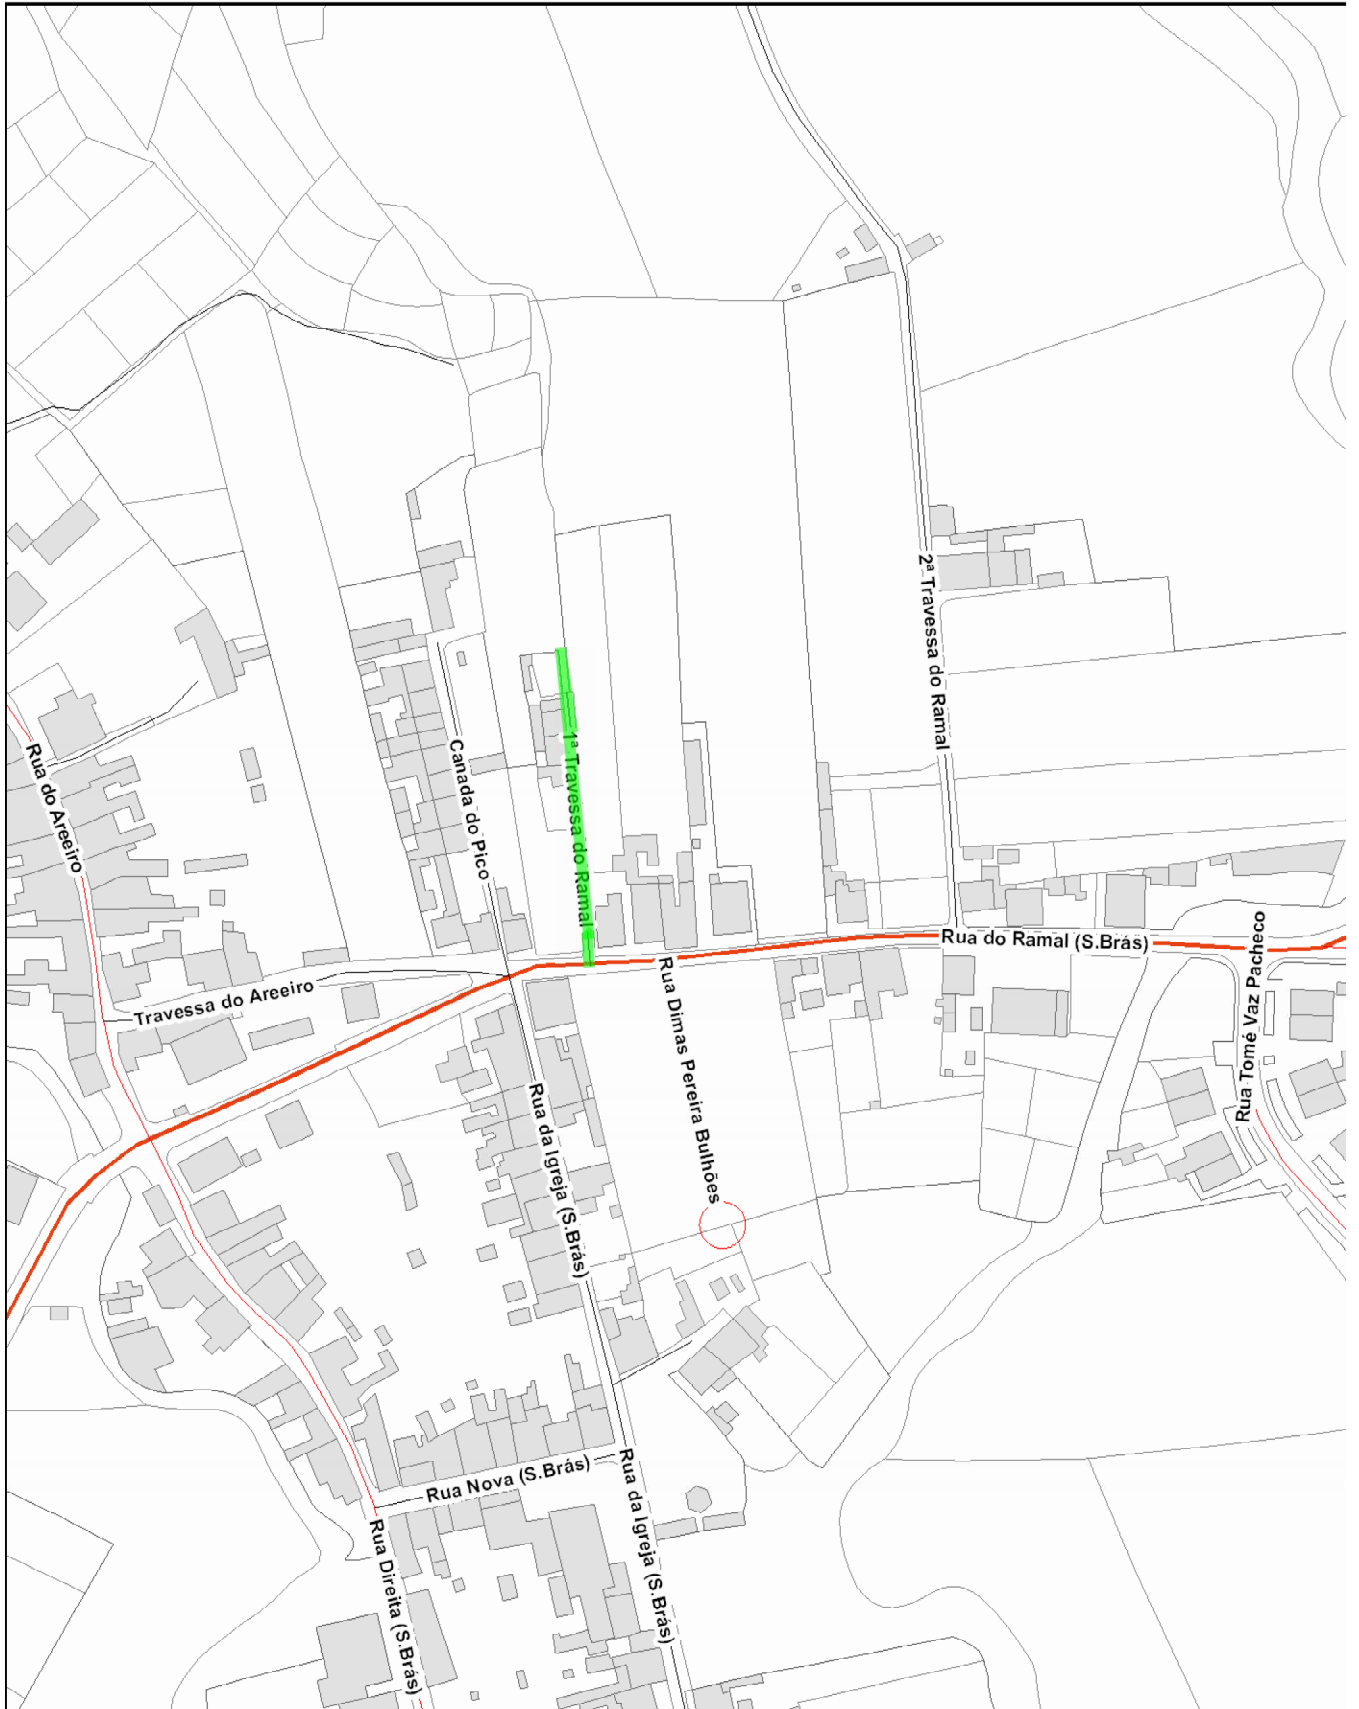 2ª Travessa do Ramal
1ª Travessa do Ramal
Canada do Pico
Rua do Areeiro
Rua do Ramal (S.Brás)
Rua Tomé Vaz Pacheco
Travessa do Areeiro
Rua Dimas Pereira Bulhões
Rua da Igreja (S.Brás)
Rua Nova (S.Brás)
Rua da Igreja (S.Brás)
Rua Direita (S.Brás)